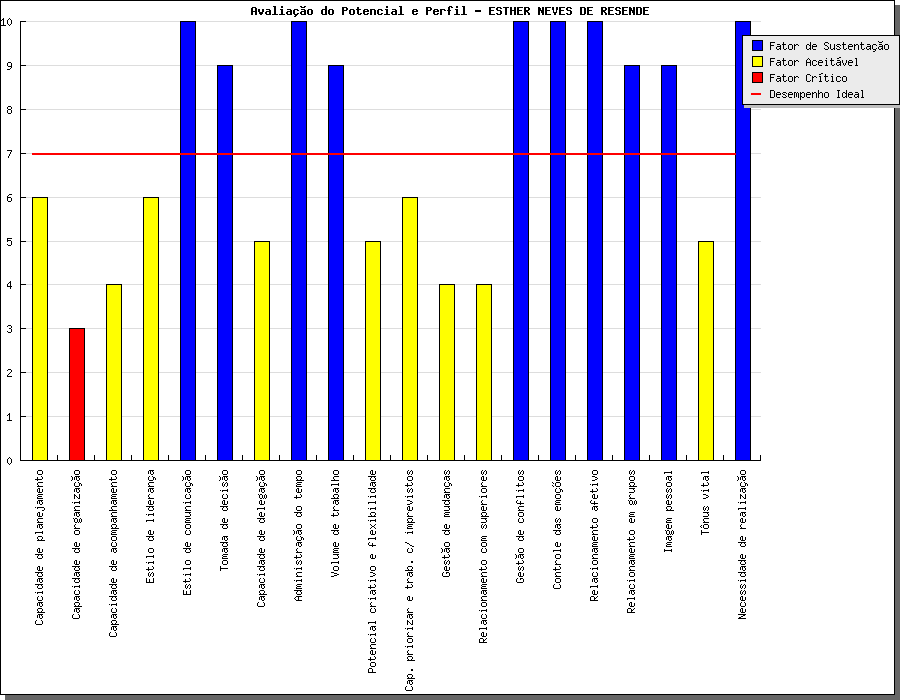 Avaliação do Potencial e Perfil - ESTHER NEVES DE RESENDE
10
9
8
7
6
5
4
3
2
1
0
Fator de Sustentação
Fator Aceitável
Fator Crítico
Desempenho Ideal
Capacidade de planejamento
Capacidade de organização
Capacidade de acompanhamento
Estilo de liderança
Estilo de comunicação
Tomada de decisão
Capacidade de delegação
Administração do tempo
Volume de trabalho
Potencial criativo e flexibilidade
Cap. priorizar e trab. c/ imprevistos
Gestão de mudanças
Relacionamento com superiores
Gestão de conflitos
Controle das emoções
Relacionamento afetivo
Relacionamento em grupos
Imagem pessoal
Tônus vital
Necessidade de realização